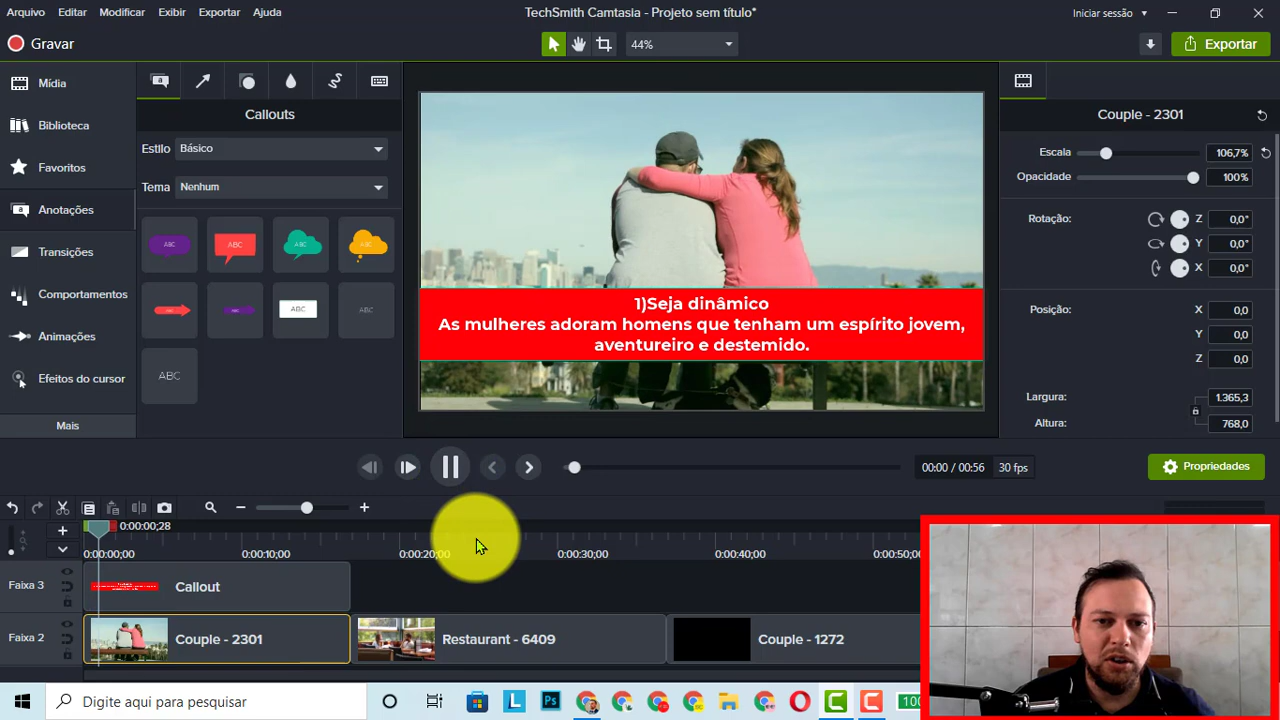 Arquivo Editar Modificar Exibir Exportar Ajuda
TechSmith Camtasia - Projeto sem título*
Iniciar sessão
Gravar
44%
Exportar
Mídia
Biblioteca
Favoritos
Anotações
Transições
Comportamentos
Animações
Efeitos do cursor
Mais
Callouts
Estilo Básico
Tema Nenhum
ABC ABC ABC ABC
ABC ABC ABC ABC
ABC
1)Seja dinâmico
As mulheres adoram homens que tenham um espírito jovem,
aventureiro e destemido.
Couple - 2301
Escala 106,7%
Opacidade 100%
Rotação: Z 0,0°
Y 0,0°
X 0,0°
Posição: X 0,0
Y 0,0
Z 0,0
Largura: 1.365,3
Altura: 768,0
00:00 / 00:56 30 fps
Propriedades
0:00:00;28
0:00:00;00 0:00:10;00 0:00:20;00 0:00:30;00 0:00:40;00 0:00:50;00
Faixa 3 Callout
Faixa 2 Couple - 2301 Restaurant - 6409 Couple - 1272
Digite aqui para pesquisar
L Ps 100